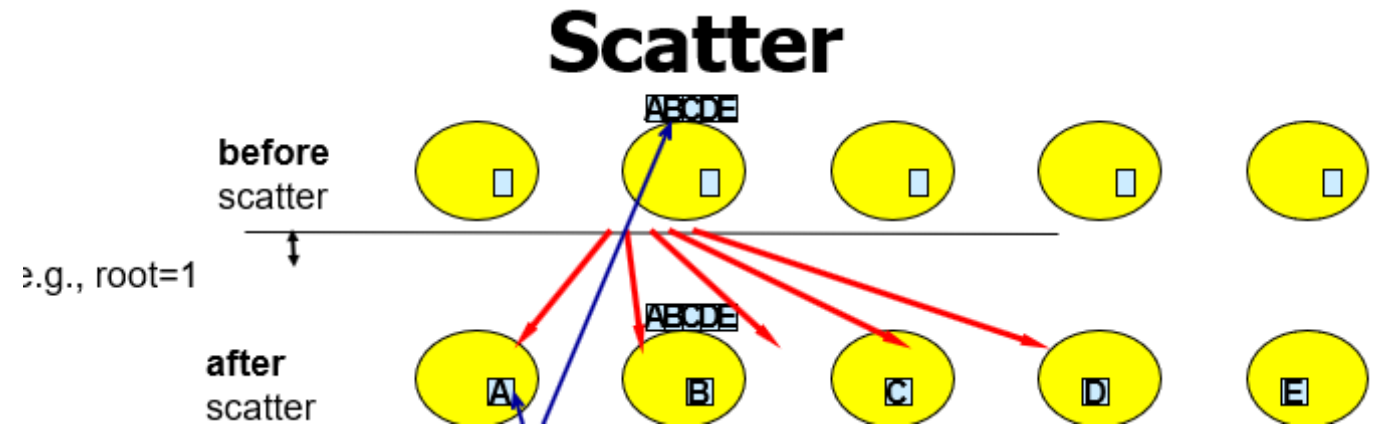 Scatter
ABCDE
before
scatter
e.g., root=1
ABCDE
after
scatter
A B C D E